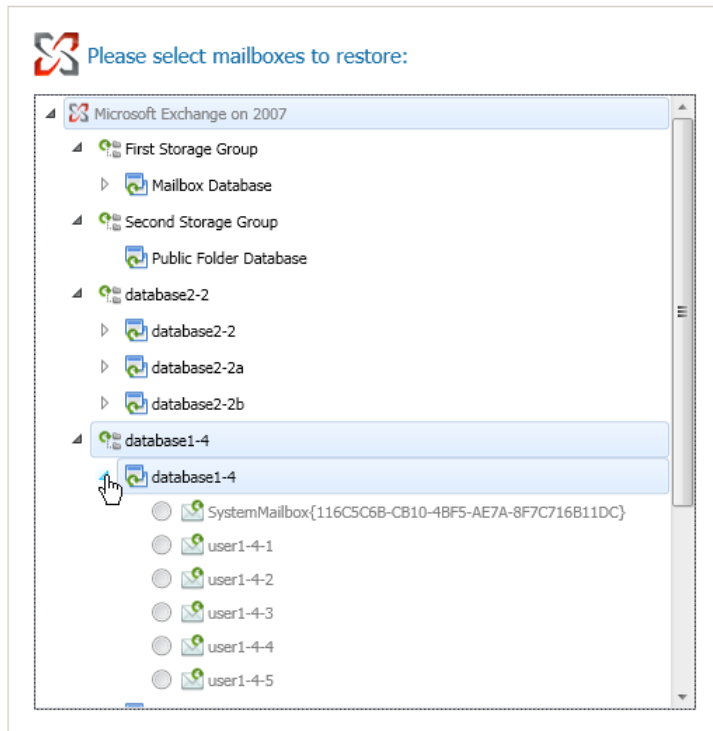 Please select mailboxes to restore:
Microsoft Exchange on 2007
First Storage Group
Mailbox Database
Second Storage Group
Public Folder Database
database2-2
database2-2
database2-2a
database2-2b
database1-4
database1-4
SystemMailbox{116C5C6B-CB10-4BF5-AE7A-8F7C716B11DC}
user1-4-1
user1-4-2
user1-4-3
user1-4-4
user1-4-5